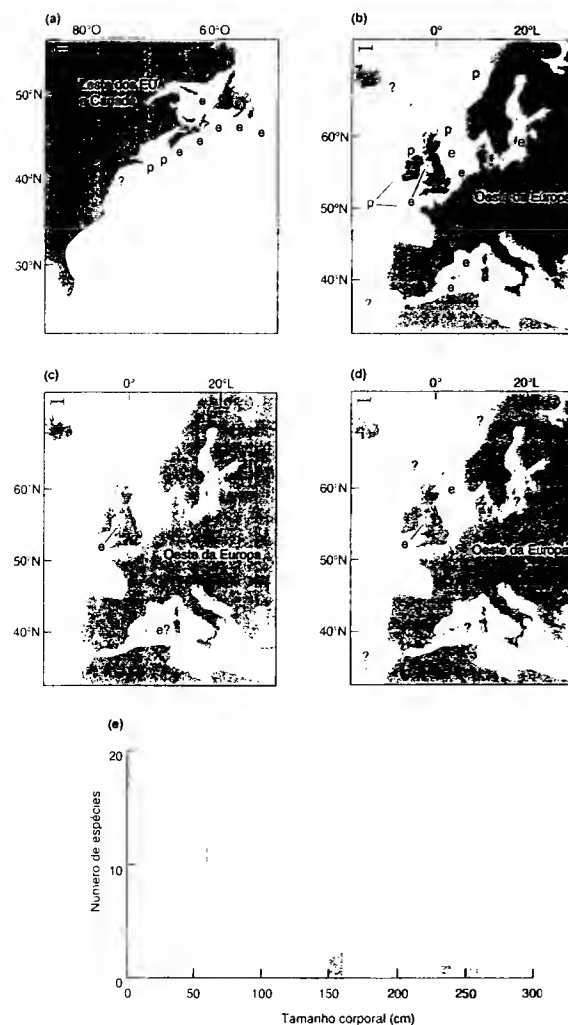 (a)
80°O 60°O
Leste dos EU
e Canadá
50°N
40°N
30°N
e
e
e
e
e
e
e
p
p
?
(b)
0° 20°L
60°N
50°N
40°N
?
p
p
p
e
e
e
p
e
Oeste da Europa
e
e
?
(c)
0° 20°L
60°N
50°N
40°N
e
Oeste da Europa
e?
(d)
0° 20°L
60°N
50°N
40°N
?
?
e
e
Oeste da Europa
?
?
(e)
Número de espécies
20
10
0
0 50 100 150 200 250 300
Tamanho corporal (cm)